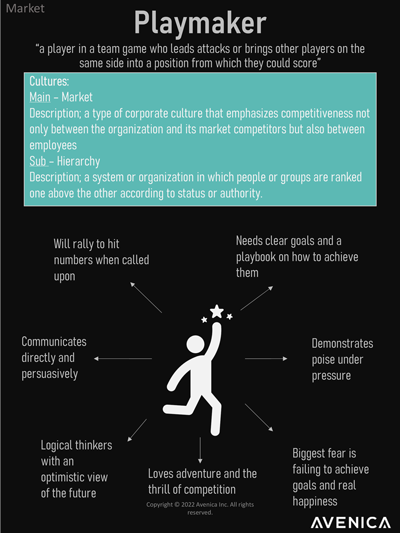 Market
Playmaker
“a player in a team game who leads attacks or brings other players on the
same side into a position from which they could score”
Cultures:
Main – Market
Description; a type of corporate culture that emphasizes competitiveness not
only between the organization and its market competitors but also between
employees
Sub – Hierarchy
Description; a system or organization in which people or groups are ranked
one above the other according to status or authority.
Will rally to hit
numbers when called
upon
Needs clear goals and a
playbook on how to achieve
them
Communicates
directly and
persuasively
Demonstrates
poise under
pressure
Logical thinkers
with an
optimistic view
of the future
Loves adventure and the
thrill of competition
Biggest fear is
failing to achieve
goals and real
happiness
Copyright © 2022 Avenica Inc. All rights
reserved.
AVENICA